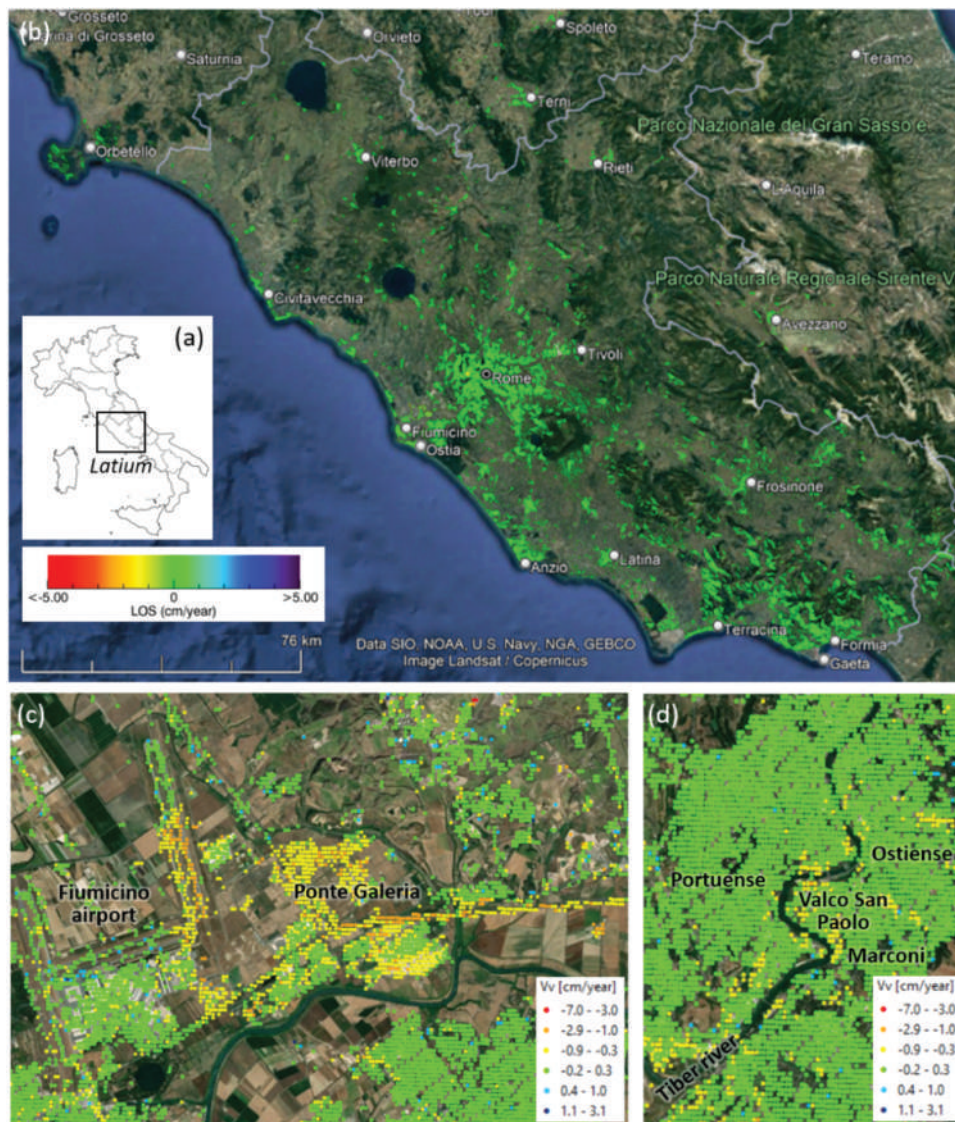 (b)
Grosseto
rina di Grosseto
Saturnia
Orvieto
Spoleto
Terni
Teramo
Parco Nazionale del Gran Sasso e
Orbetello
Viterbo
Rieti
L'Aquila
Parco Naturale Regionale Sirente V
Civitavecchia
Avezzano
Tivoli
Rome
Fiumicino
Ostia
Frosinone
Latina
Anzio
Terracina
Formia
Gaeta
(a)
Latium
<-5.00 0 >5.00
LOS (cm/year)
76 km
Data SIO, NOAA, U.S. Navy, NGA, GEBCO
Image Landsat / Copernicus
(c)
Fiumicino
airport
Ponte Galeria
Vv [cm/year]
-7.0 - -3.0
-2.9 - -1.0
-0.9 - -0.3
-0.2 - 0.3
0.4 - 1.0
1.1 - 3.1
(d)
Ostiense
Portuense
Valco San
Paolo
Marconi
Tiber river
Vv [cm/year]
-7.0 - -3.0
-2.9 - -1.0
-0.9 - -0.3
-0.2 - 0.3
0.4 - 1.0
1.1 - 3.1